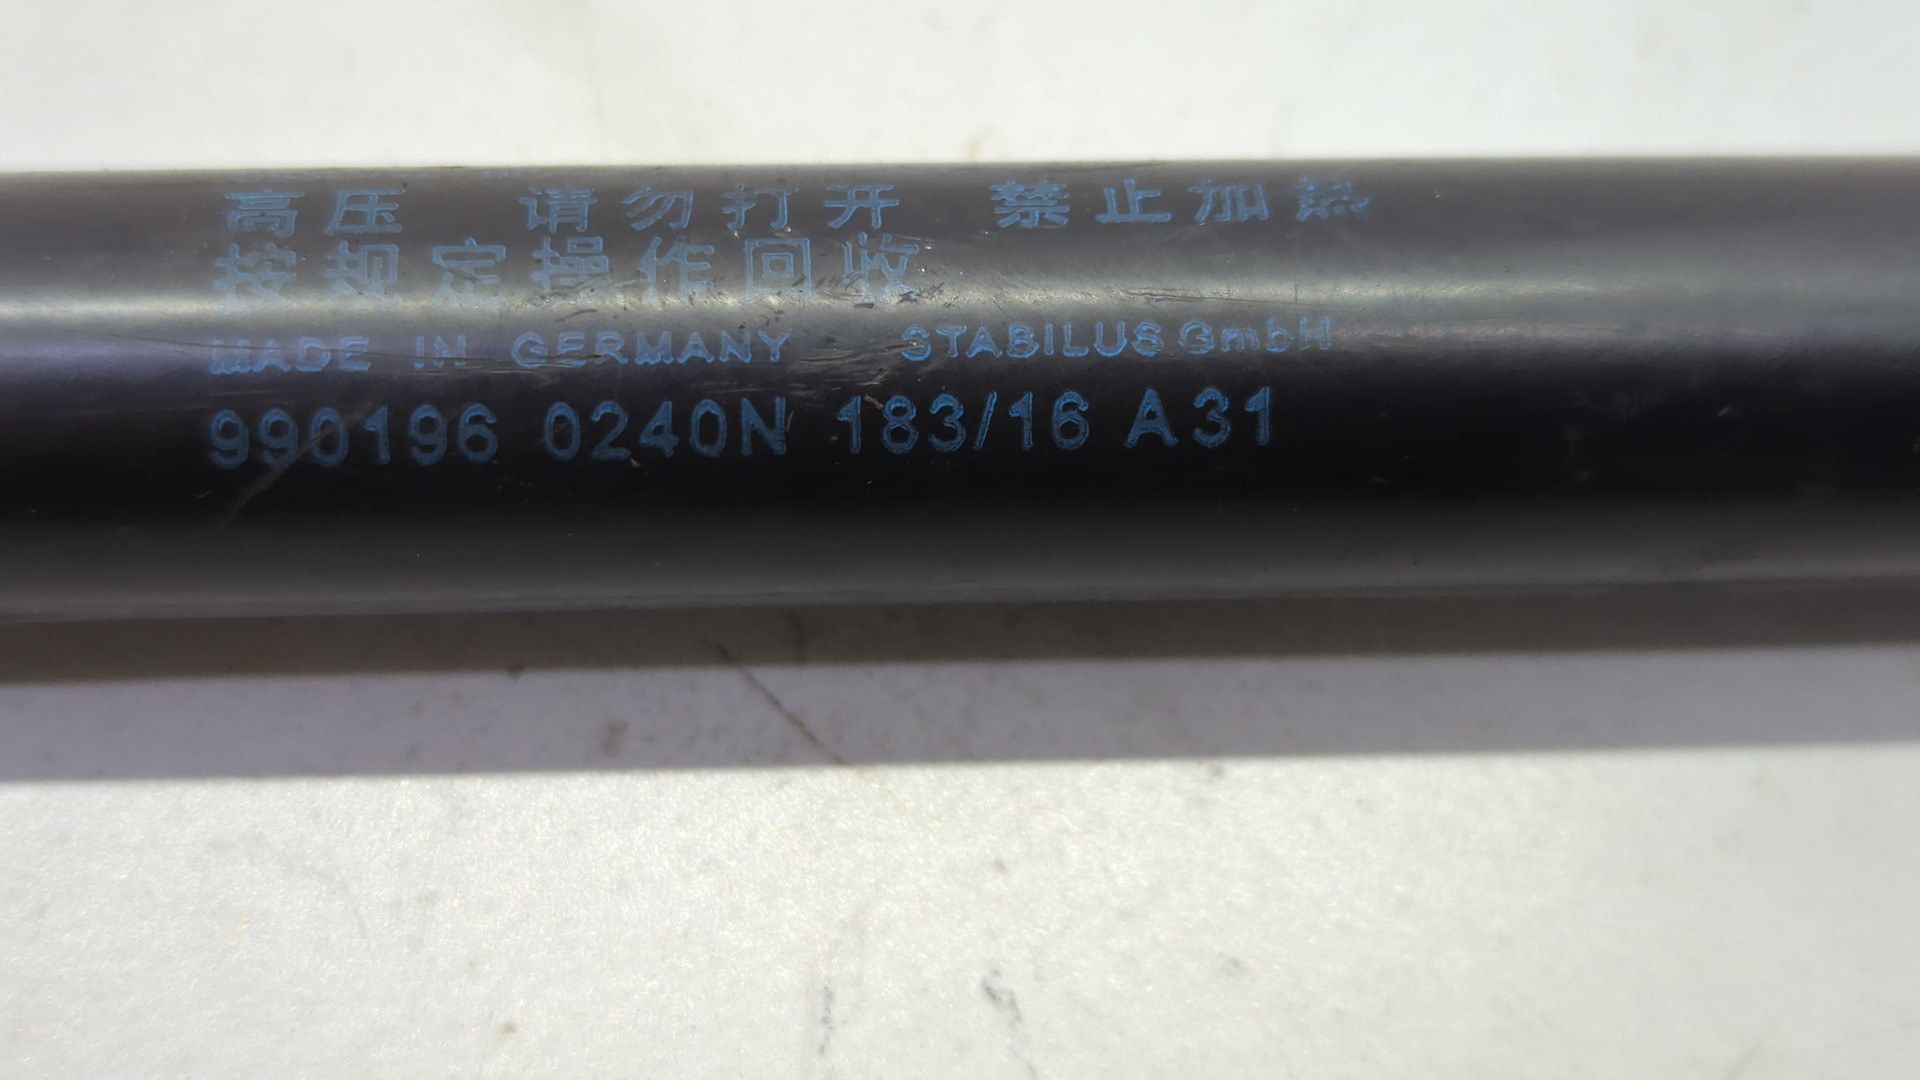 高压 请勿打开 禁止加热
按规定操作回收
MADE IN GERMANY STABILUS GmbH
990196 0240N 183/16 A31